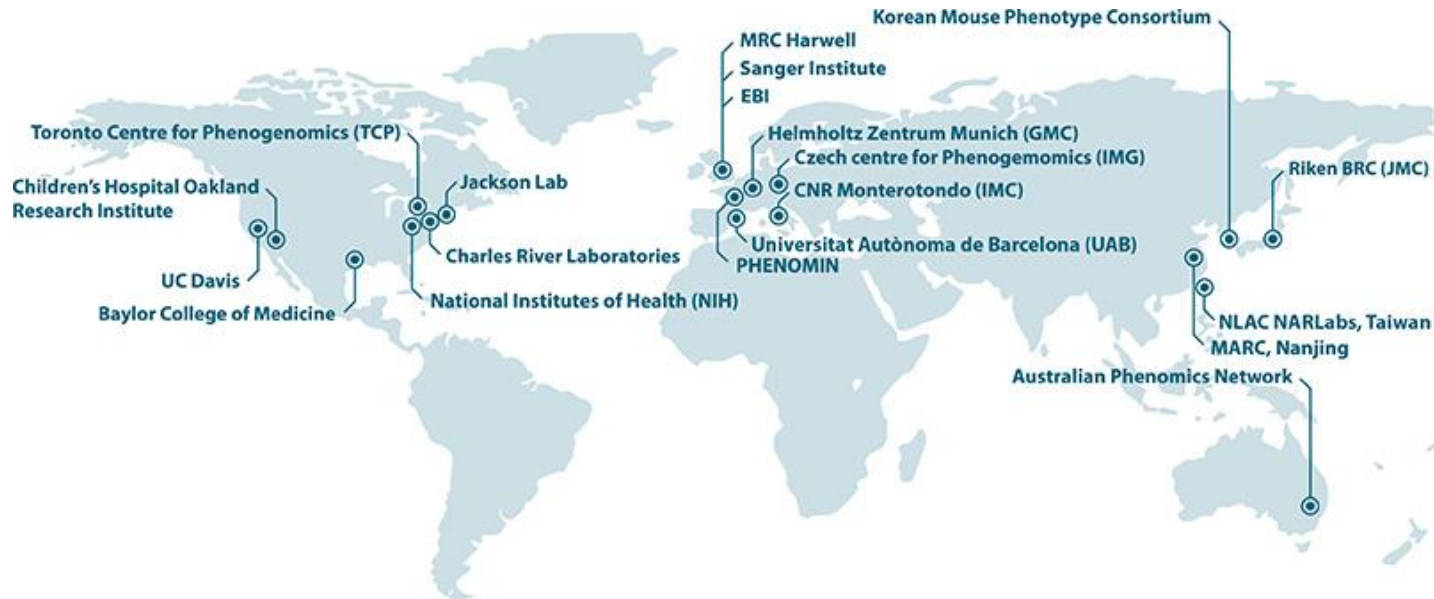 Korean Mouse Phenotype Consortium
MRC Harwell
Sanger Institute
EBI
Toronto Centre for Phenogenomics (TCP)
Helmholtz Zentrum Munich (GMC)
Czech centre for Phenogemomics (IMG)
Riken BRC (JMC)
Children's Hospital Oakland
Research Institute
Jackson Lab
CNR Monterotondo (IMC)
Universitat Autònoma de Barcelona (UAB)
Charles River Laboratories
PHENOMIN
UC Davis
National Institutes of Health (NIH)
Baylor College of Medicine
NLAC NARLabs, Taiwan
MARC, Nanjing
Australian Phenomics Network